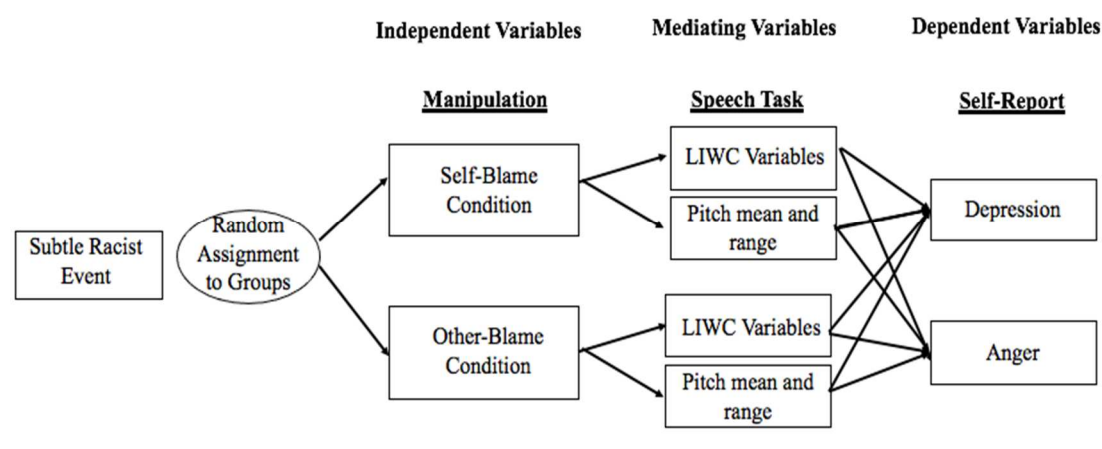 Independent Variables
Mediating Variables
Dependent Variables
Manipulation
Speech Task
Self-Report
Subtle Racist
Event
Random
Assignment
to Groups
Self-Blame
Condition
Other-Blame
Condition
LIWC Variables
Pitch mean and
range
LIWC Variables
Pitch mean and
range
Depression
Anger